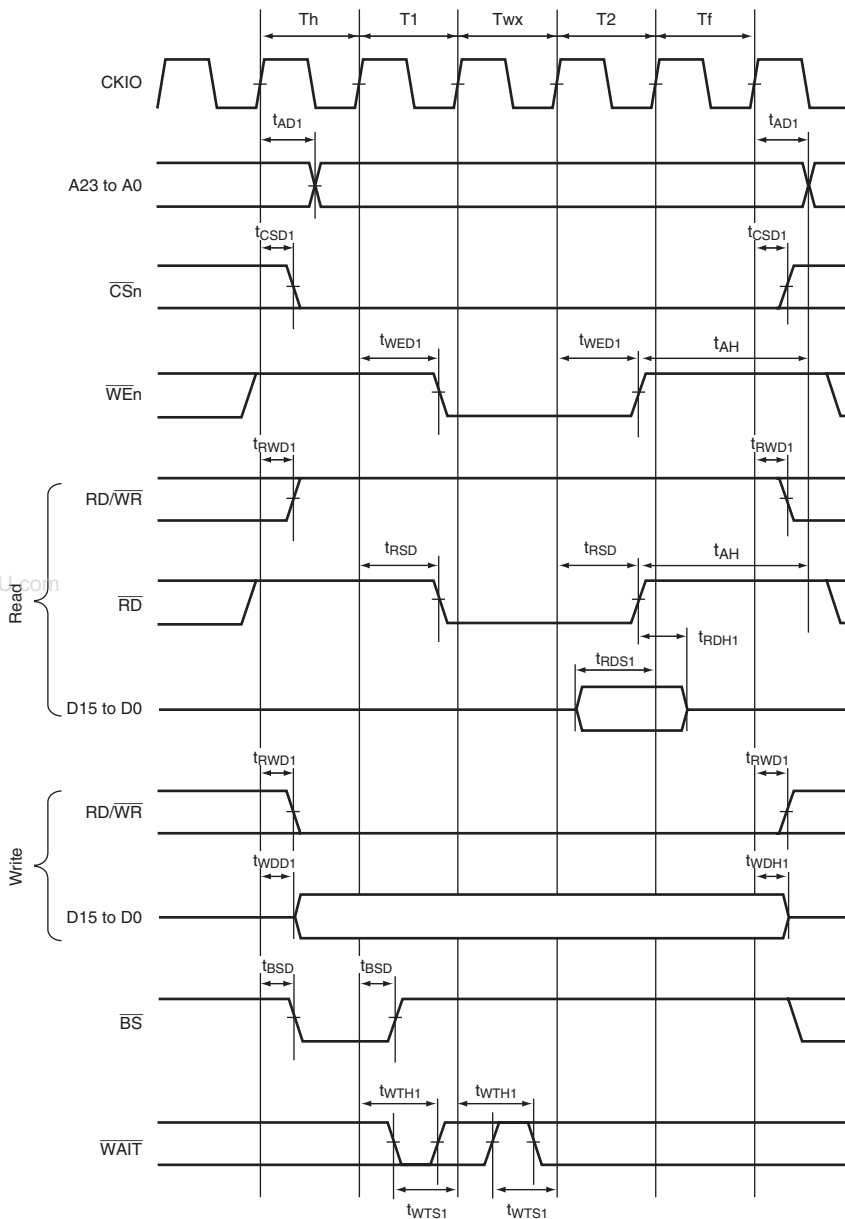 Th T1 Twx T2 Tf
CKIO
tAD1 tAD1
A23 to A0
tCSD1 tCSD1
CSn
tWED1 tWED1 tAH
WEn
tRWD1 tRWD1
RD/WR
tRSD tRSD tAH
U.com
Read
RD
tRDH1
tRDS1
D15 to D0
tRWD1 tRWD1
RD/WR
Write
tWDD1 tWDH1
D15 to D0
tBSD tBSD
BS
tWTH1 tWTH1
WAIT
tWTS1 tWTS1